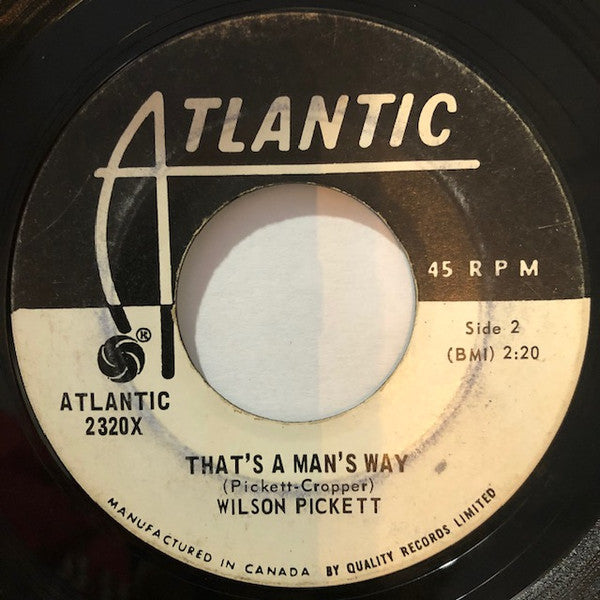 ATLANTIC
45 RPM
Side 2
(BMI) 2:20
®
ATLANTIC
2320X
THAT'S A MAN'S WAY
(Pickett-Cropper)
WILSON PICKETT
MANUFACTURED IN CANADA BY QUALITY RECORDS LIMITED